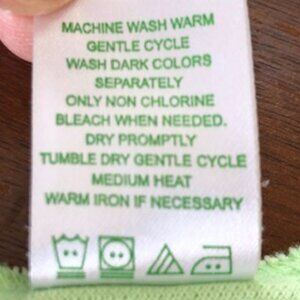 MACHINE WASH WARM
GENTLE CYCLE
WASH DARK COLORS
SEPARATELY
ONLY NON CHLORINE
BLEACH WHEN NEEDED.
DRY PROMPTLY
TUMBLE DRY GENTLE CYCLE
MEDIUM HEAT
WARM IRON IF NECESSARY